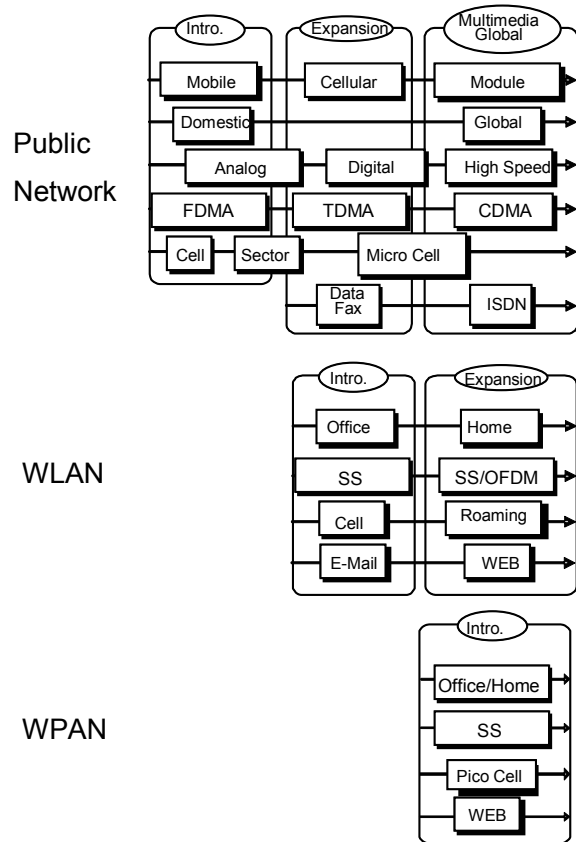 Intro.
Expansion
Multimedia
Global
Public
Network
Mobile
Cellular
Module
Domestic
Global
Analog
Digital
High Speed
FDMA
TDMA
CDMA
Cell
Sector
Micro Cell
Data
Fax
ISDN
WLAN
Intro.
Expansion
Office
Home
SS
SS/OFDM
Cell
Roaming
E-Mail
WEB
WPAN
Intro.
Office/Home
SS
Pico Cell
WEB